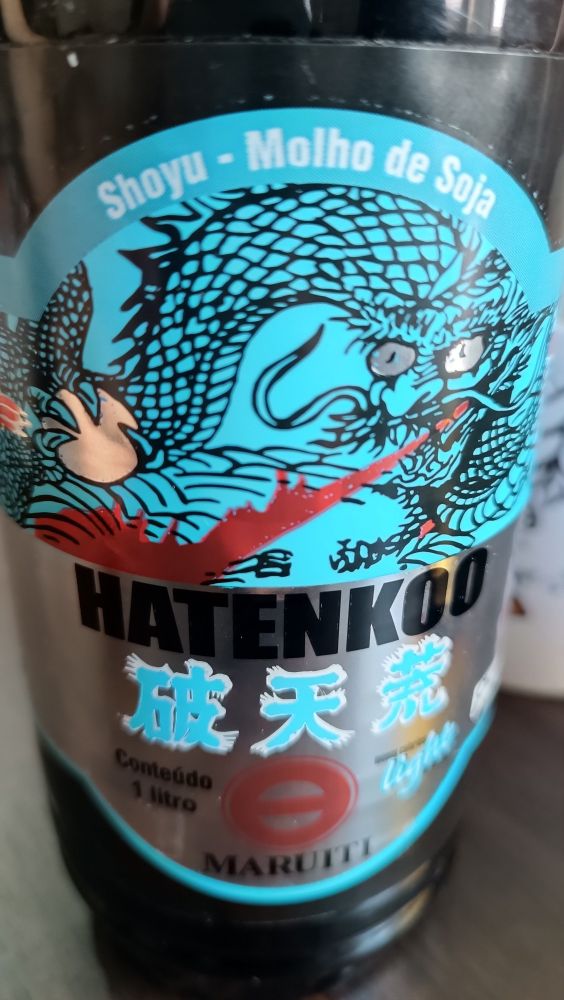 Shoyu - Molho de Soja
HATENKOO
破天荒
Conteúdo
1 litro
light
MARUITI